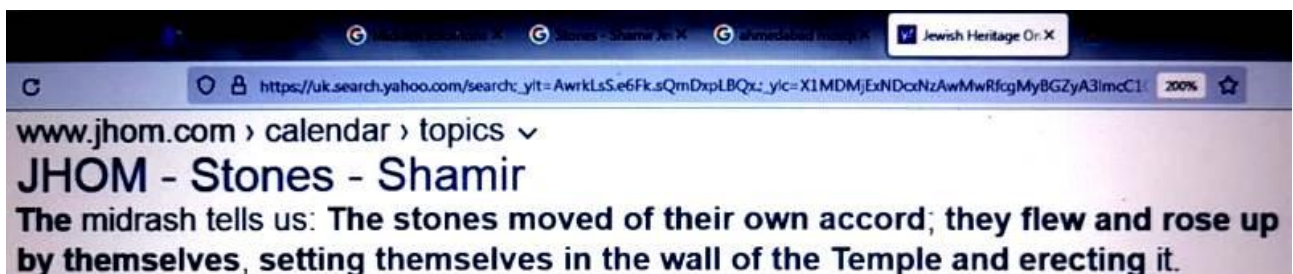 Stones - Shamir Jewish Heritage On
https://uk.search.yahoo.com/search;_ylt=AwrkLsS.e6Fk.sQmDxpLBQx.;_ylc=X1MDMjExNDcxNzAwMwRfcgMyBGZyA3lmcC1( 200%
www.jhom.com › calendar › topics
JHOM - Stones - Shamir
The midrash tells us: The stones moved of their own accord; they flew and rose up
by themselves, setting themselves in the wall of the Temple and erecting it.